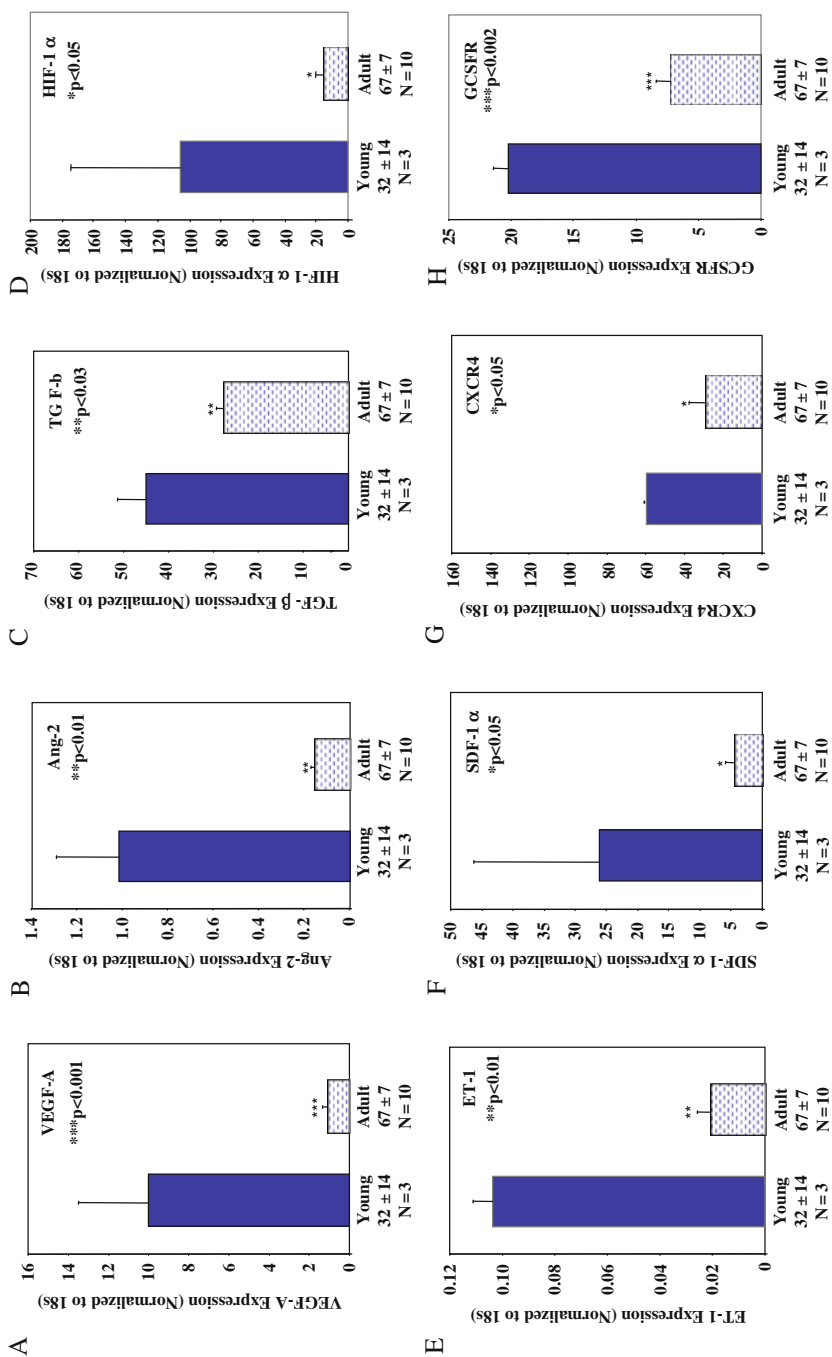 A
VEGF-A Expression (Normalized to 18s)
16
14
12
10
8
6
4
2
0
VEGF-A
***p<0.001
***
Young
32 ± 14
N = 3
Adult
67 ± 7
N = 10
B
Ang-2 Expression (Normalized to 18s)
1.4
1.2
1.0
0.8
0.6
0.4
0.2
0
Ang-2
**p<0.01
**
Young
32 ± 14
N = 3
Adult
67 ± 7
N = 10
C
TGF- β Expression (Normalized to 18s)
70
60
50
40
30
20
10
0
TG F-b
**p<0.03
**
Young
32 ± 14
N = 3
Adult
67 ± 7
N = 10
D
HIF-1 α Expression (Normalized to 18s)
200
180
160
140
120
100
80
60
40
20
0
HIF-1 α
*p<0.05
*
Young
32 ± 14
N = 3
Adult
67 ± 7
N = 10
E
ET-1 Expression (Normalized to 18s)
0.12
0.10
0.08
0.06
0.04
0.02
0
ET-1
**p<0.01
**
Young
32 ± 14
N = 3
Adult
67 ± 7
N = 10
F
SDF-1 α Expression (Normalized to 18s)
50
45
40
35
30
25
20
15
10
5
0
SDF-1 α
*p<0.05
*
Young
32 ± 14
N = 3
Adult
67 ± 7
N = 10
G
CXCR4 Expression (Normalized to 18s)
160
140
120
100
80
60
40
20
0
CXCR4
*p<0.05
*
Young
32 ± 14
N = 3
Adult
67 ± 7
N = 10
H
GCSFR Expression (Normalized to 18s)
25
20
15
10
5
0
GCSFR
***p<0.002
***
Young
32 ± 14
N = 3
Adult
67 ± 7
N = 10